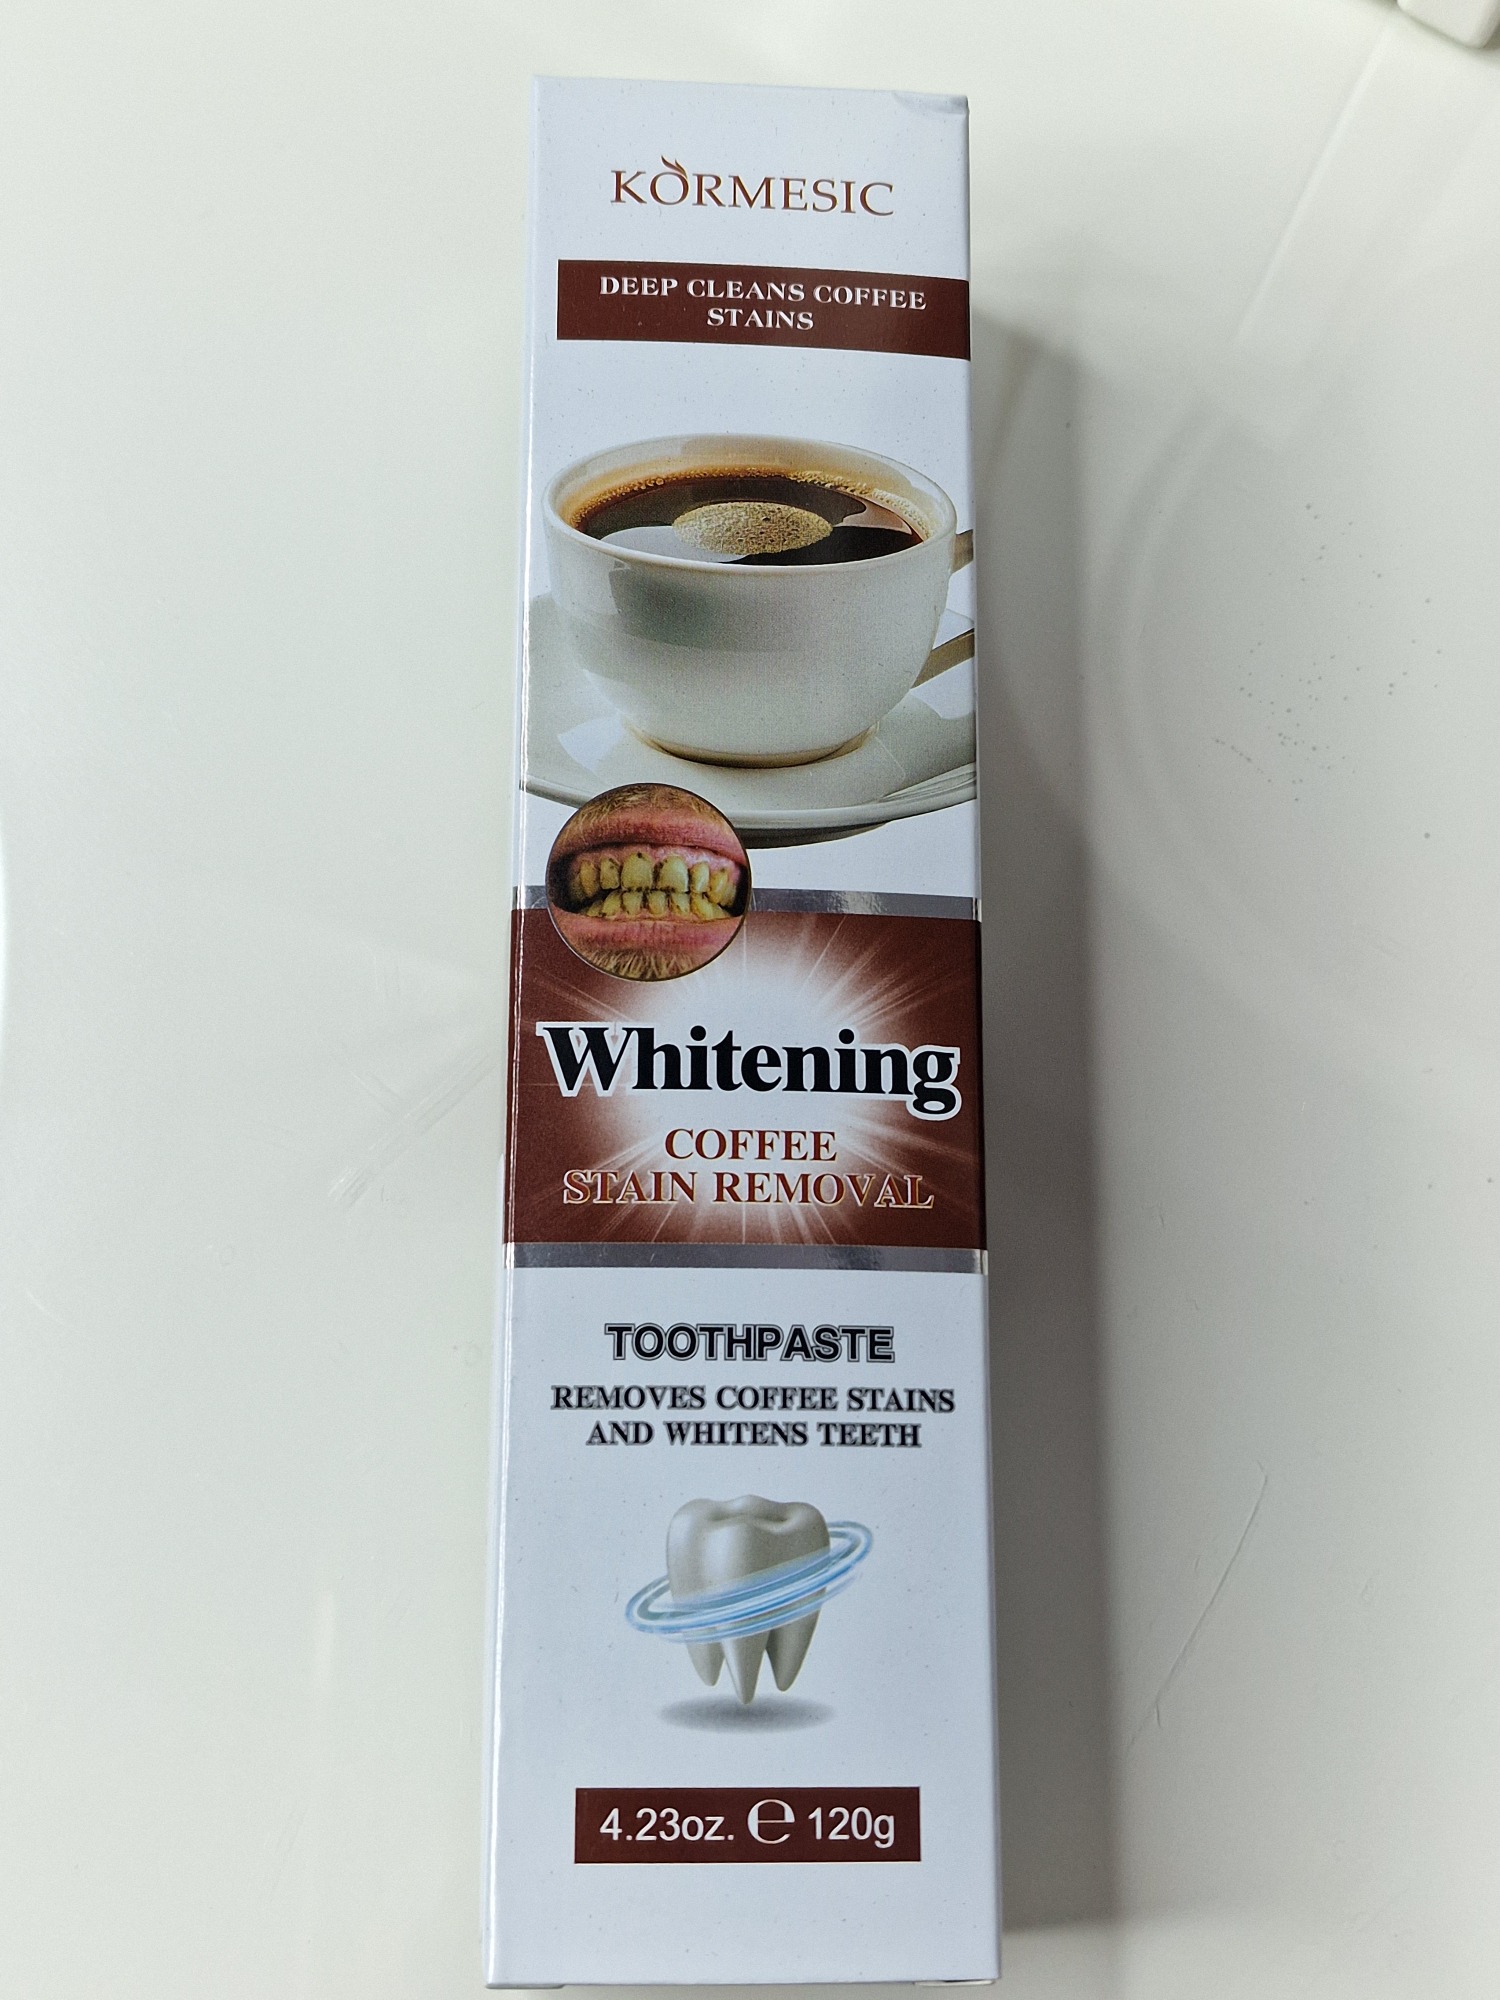 KORMESIC
DEEP CLEANS COFFEE
STAINS
Whitening
COFFEE
STAIN REMOVAL
TOOTHPASTE
REMOVES COFFEE STAINS
AND WHITENS TEETH
4.23oz. ℮ 120g